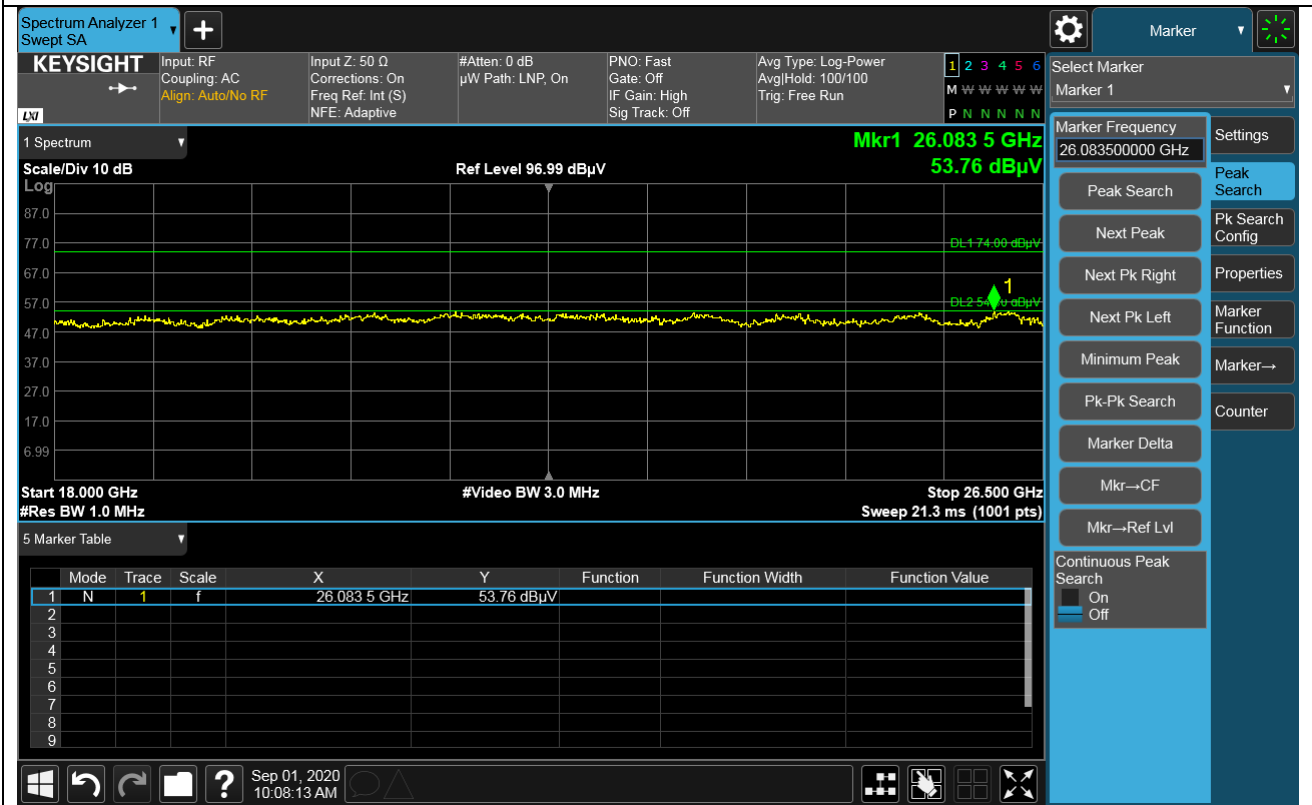 Spectrum Analyzer 1
Swept SA
Marker
KEYSIGHT
LXI
Input: RF
Coupling: AC
Align: Auto/No RF
Input Z: 50 Ω
Corrections: On
Freq Ref: Int (S)
NFE: Adaptive
#Atten: 0 dB
µW Path: LNP, On
PNO: Fast
Gate: Off
IF Gain: High
Sig Track: Off
Avg Type: Log-Power
Avg|Hold: 100/100
Trig: Free Run
1 2 3 4 5 6
M W W W W W
P N N N N N
Select Marker
Marker 1
1 Spectrum
Mkr1 26.083 5 GHz
53.76 dBµV
Scale/Div 10 dB
Ref Level 96.99 dBµV
Log
87.0
77.0
67.0
57.0
47.0
37.0
27.0
17.0
6.99
DL1 74.00 dBµV
1
Start 18.000 GHz
#Video BW 3.0 MHz
Stop 26.500 GHz
#Res BW 1.0 MHz
Sweep 21.3 ms (1001 pts)
5 Marker Table
Mode Trace Scale X Y Function Function Width Function Value
1 N 1 f 26.083 5 GHz 53.76 dBµV
2
3
4
5
6
7
8
9
Marker Frequency
26.083500000 GHz
Peak Search
Next Peak
Next Pk Right
Next Pk Left
Minimum Peak
Pk-Pk Search
Marker Delta
Mkr→CF
Mkr→Ref Lvl
Continuous Peak
Search
On
Off
Settings
Peak
Search
Pk Search
Config
Properties
Marker
Function
Marker→
Counter
?
Sep 01, 2020
10:08:13 AM